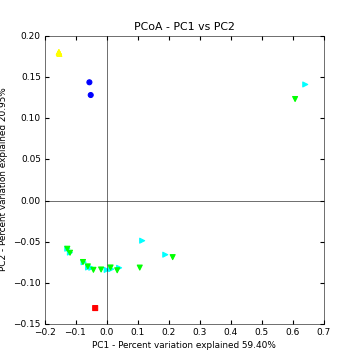 PCoA - PC1 vs PC2
0.20
0.15
0.10
0.05
0.00
−0.05
−0.10
−0.15
−0.2 −0.1 0.0 0.1 0.2 0.3 0.4 0.5 0.6 0.7
PC1 - Percent variation explained 59.40%
PC2 - Percent variation explained 20.95%